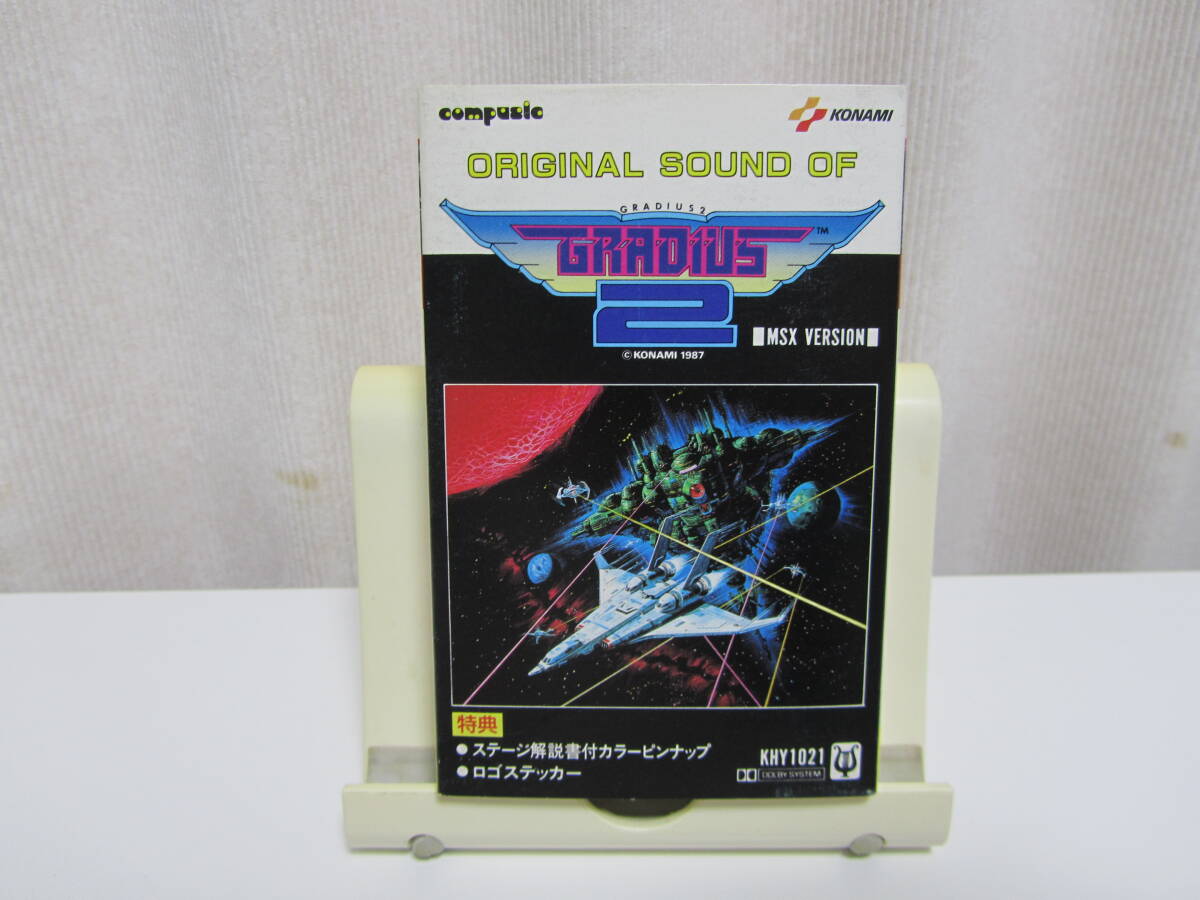 compusic
KONAMI
ORIGINAL SOUND OF
GRADIUS 2
GRADIUS™
2
MSX VERSION
© KONAMI 1987
特典
● ステージ解説書付カラーピンナップ
● ロゴステッカー
KHY1021
DOLBY SYSTEM